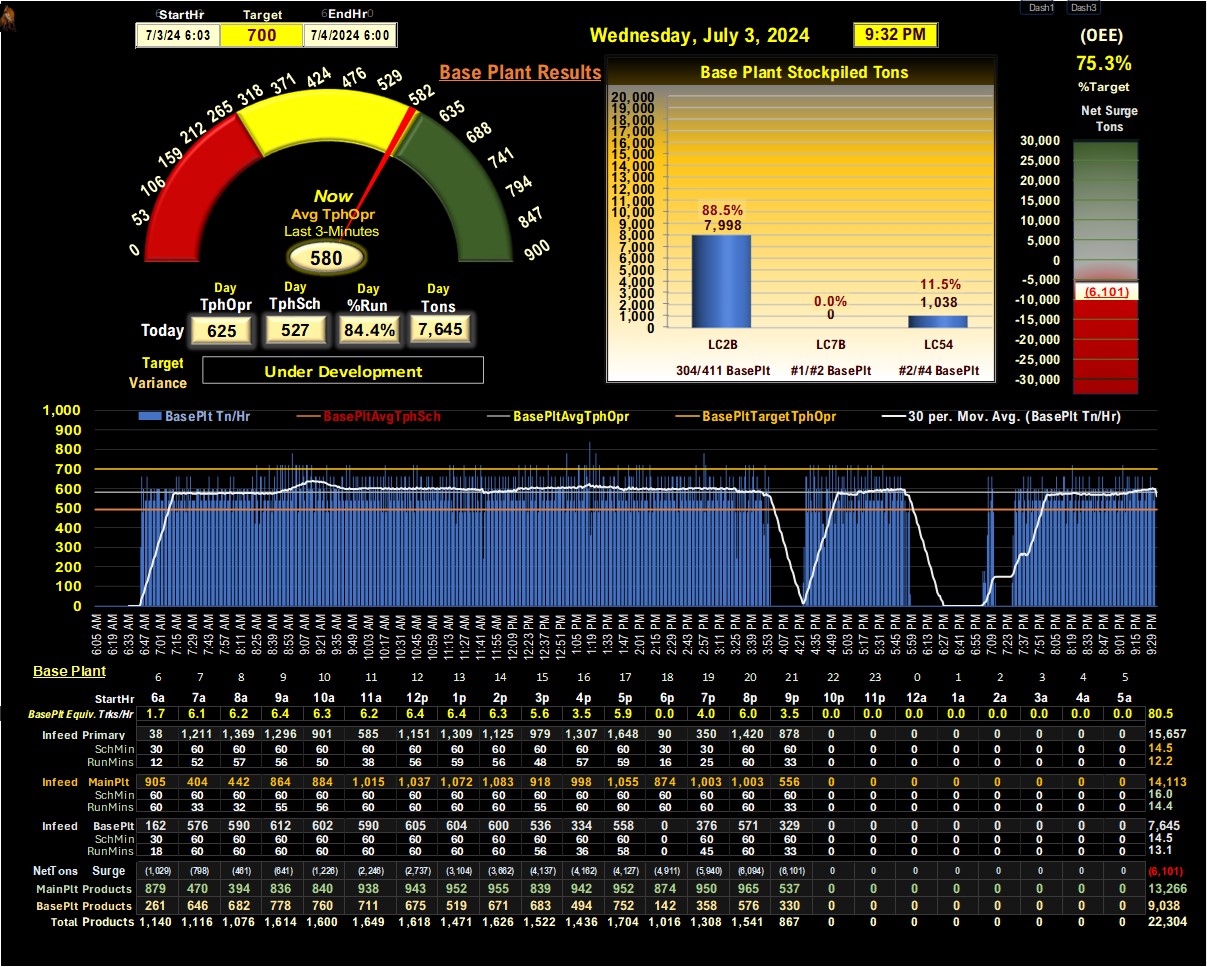 Dash1 Dash3
StartHr Target EndHr
7/3/24 6:03 700 7/4/2024 6:00
Wednesday, July 3, 2024 9:32 PM
(OEE)
75.3%
%Target
Net Surge
Tons
30,000
25,000
20,000
15,000
10,000
5,000
0
-5,000
(6,101)
-10,000
-15,000
-20,000
-25,000
-30,000
Base Plant Results
0 53 106 159 212 265 318 371 424 476 529 582 635 688 741 794 847 900
Now
Avg TphOpr
Last 3-Minutes
580
Day Day Day Day
TphOpr TphSch %Run Tons
Today 625 527 84.4% 7,645
Target
Variance
Under Development
Base Plant Stockpiled Tons
20,000
19,000
18,000
17,000
16,000
15,000
14,000
13,000
12,000
11,000
10,000
9,000
8,000
7,000
6,000
5,000
4,000
3,000
2,000
1,000
0
88.5%
7,998
0.0%
0
11.5%
1,038
LC2B LC7B LC54
304/411 BasePlt #1/#2 BasePlt #2/#4 BasePlt
BasePlt Tn/Hr BasePltAvgTphSch BasePltAvgTphOpr BasePltTargetTphOpr 30 per. Mov. Avg. (BasePlt Tn/Hr)
1,000
900
800
700
600
500
400
300
200
100
0
6:05 AM 6:19 AM 6:33 AM 6:47 AM 7:01 AM 7:15 AM 7:29 AM 7:43 AM 7:57 AM 8:11 AM 8:25 AM 8:39 AM 8:53 AM 9:07 AM 9:21 AM 9:35 AM 9:49 AM 10:03 AM 10:17 AM 10:31 AM 10:45 AM 10:59 AM 11:13 AM 11:27 AM 11:41 AM 11:55 AM 12:09 PM 12:23 PM 12:37 PM 12:51 PM 1:05 PM 1:19 PM 1:33 PM 1:47 PM 2:01 PM 2:15 PM 2:29 PM 2:43 PM 2:57 PM 3:11 PM 3:25 PM 3:39 PM 3:53 PM 4:07 PM 4:21 PM 4:35 PM 4:49 PM 5:03 PM 5:17 PM 5:31 PM 5:45 PM 5:59 PM 6:13 PM 6:27 PM 6:41 PM 6:55 PM 7:09 PM 7:23 PM 7:37 PM 7:51 PM 8:05 PM 8:19 PM 8:33 PM 8:47 PM 9:01 PM 9:15 PM 9:29 PM
Base Plant 6 7 8 9 10 11 12 13 14 15 16 17 18 19 20 21 22 23 0 1 2 3 4 5
StartHr 6a 7a 8a 9a 10a 11a 12p 1p 2p 3p 4p 5p 6p 7p 8p 9p 10p 11p 12a 1a 2a 3a 4a 5a
BasePlt Equiv. Trks/Hr 1.7 6.1 6.2 6.4 6.3 6.2 6.4 6.4 6.3 5.6 3.5 5.9 0.0 4.0 6.0 3.5 0.0 0.0 0.0 0.0 0.0 0.0 0.0 0.0 80.5
Infeed Primary 38 1,211 1,369 1,296 901 585 1,151 1,309 1,125 979 1,307 1,648 90 350 1,420 878 0 0 0 0 0 0 0 0 15,657
SchMin 30 60 60 60 60 60 60 60 60 60 60 60 30 30 60 60 0 0 0 0 0 0 0 0 14.5
RunMins 12 52 57 56 50 38 56 59 56 48 57 59 16 25 60 33 0 0 0 0 0 0 0 0 12.2
Infeed MainPlt 905 404 442 864 884 1,015 1,037 1,072 1,083 918 998 1,055 874 1,003 1,003 556 0 0 0 0 0 0 0 0 14,113
SchMin 60 60 60 60 60 60 60 60 60 60 60 60 60 60 60 60 0 0 0 0 0 0 0 0 16.0
RunMins 60 33 32 55 56 60 60 60 60 55 60 60 60 60 60 33 0 0 0 0 0 0 0 0 14.4
Infeed BasePlt 162 576 590 612 602 590 605 604 600 536 334 558 0 376 571 329 0 0 0 0 0 0 0 0 7,645
SchMin 30 60 60 60 60 60 60 60 60 60 60 60 0 60 60 60 0 0 0 0 0 0 0 0 14.5
RunMins 18 60 60 60 60 60 60 60 60 56 36 58 0 45 60 33 0 0 0 0 0 0 0 0 13.1
NetTons Surge (1,029) (798) (461) (641) (1,226) (2,246) (2,737) (3,104) (3,662) (4,137) (4,162) (4,127) (4,911) (5,940) (6,094) (6,101) 0 0 0 0 0 0 0 0 (6,101)
MainPlt Products 879 470 394 836 840 938 943 952 955 839 942 952 874 950 965 537 0 0 0 0 0 0 0 0 13,266
BasePlt Products 261 646 682 778 760 711 675 519 671 683 494 752 142 358 576 330 0 0 0 0 0 0 0 0 9,038
Total Products 1,140 1,116 1,076 1,614 1,600 1,649 1,618 1,471 1,626 1,522 1,436 1,704 1,016 1,308 1,541 867 0 0 0 0 0 0 0 0 22,304